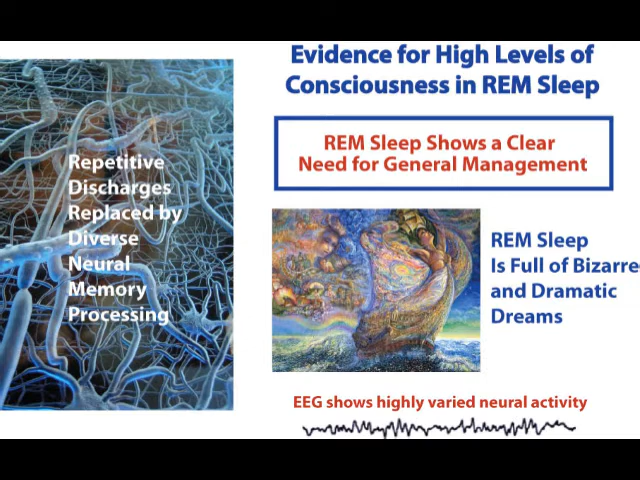 Evidence for High Levels of
Consciousness in REM Sleep
REM Sleep Shows a Clear
Need for General Management
Repetitive
Discharges
Replaced by
Diverse
Neural
Memory
Processing
REM Sleep
Is Full of Bizarre
and Dramatic
Dreams
EEG shows highly varied neural activity